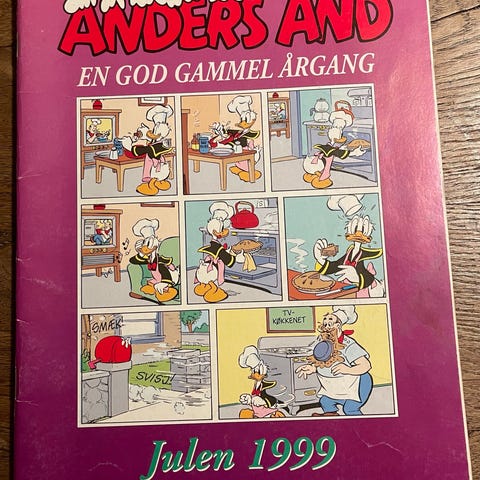 ANDERS AND
EN GOD GAMMEL ÅRGANG
SMÆK
SVISJ!
TV-
KØKKENET
Julen 1999